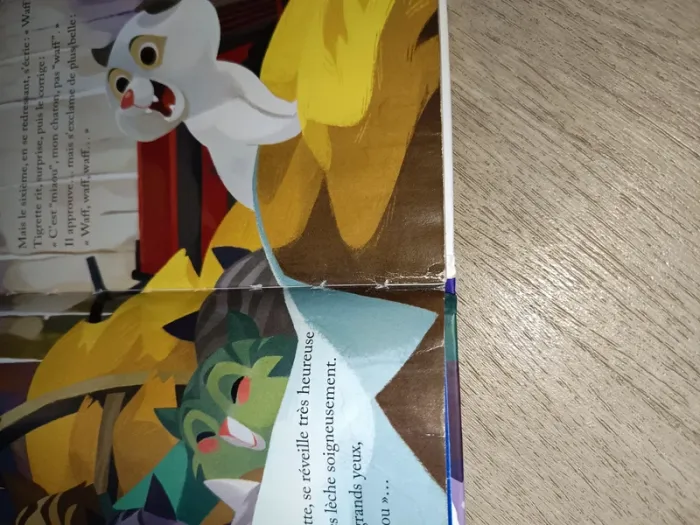 tte, se réveille très heureuse
es lèche soigneusement.
grands yeux,
ou »...
Mais le sixième, en se redressant, s'écrie : « Waff
Tigrette rit, surprise, puis le corrige :
« C'est "miaou", mon chaton, pas "waff". »
Il approuve... mais s'exclame de plus belle :
« Waff, waff, waff... »